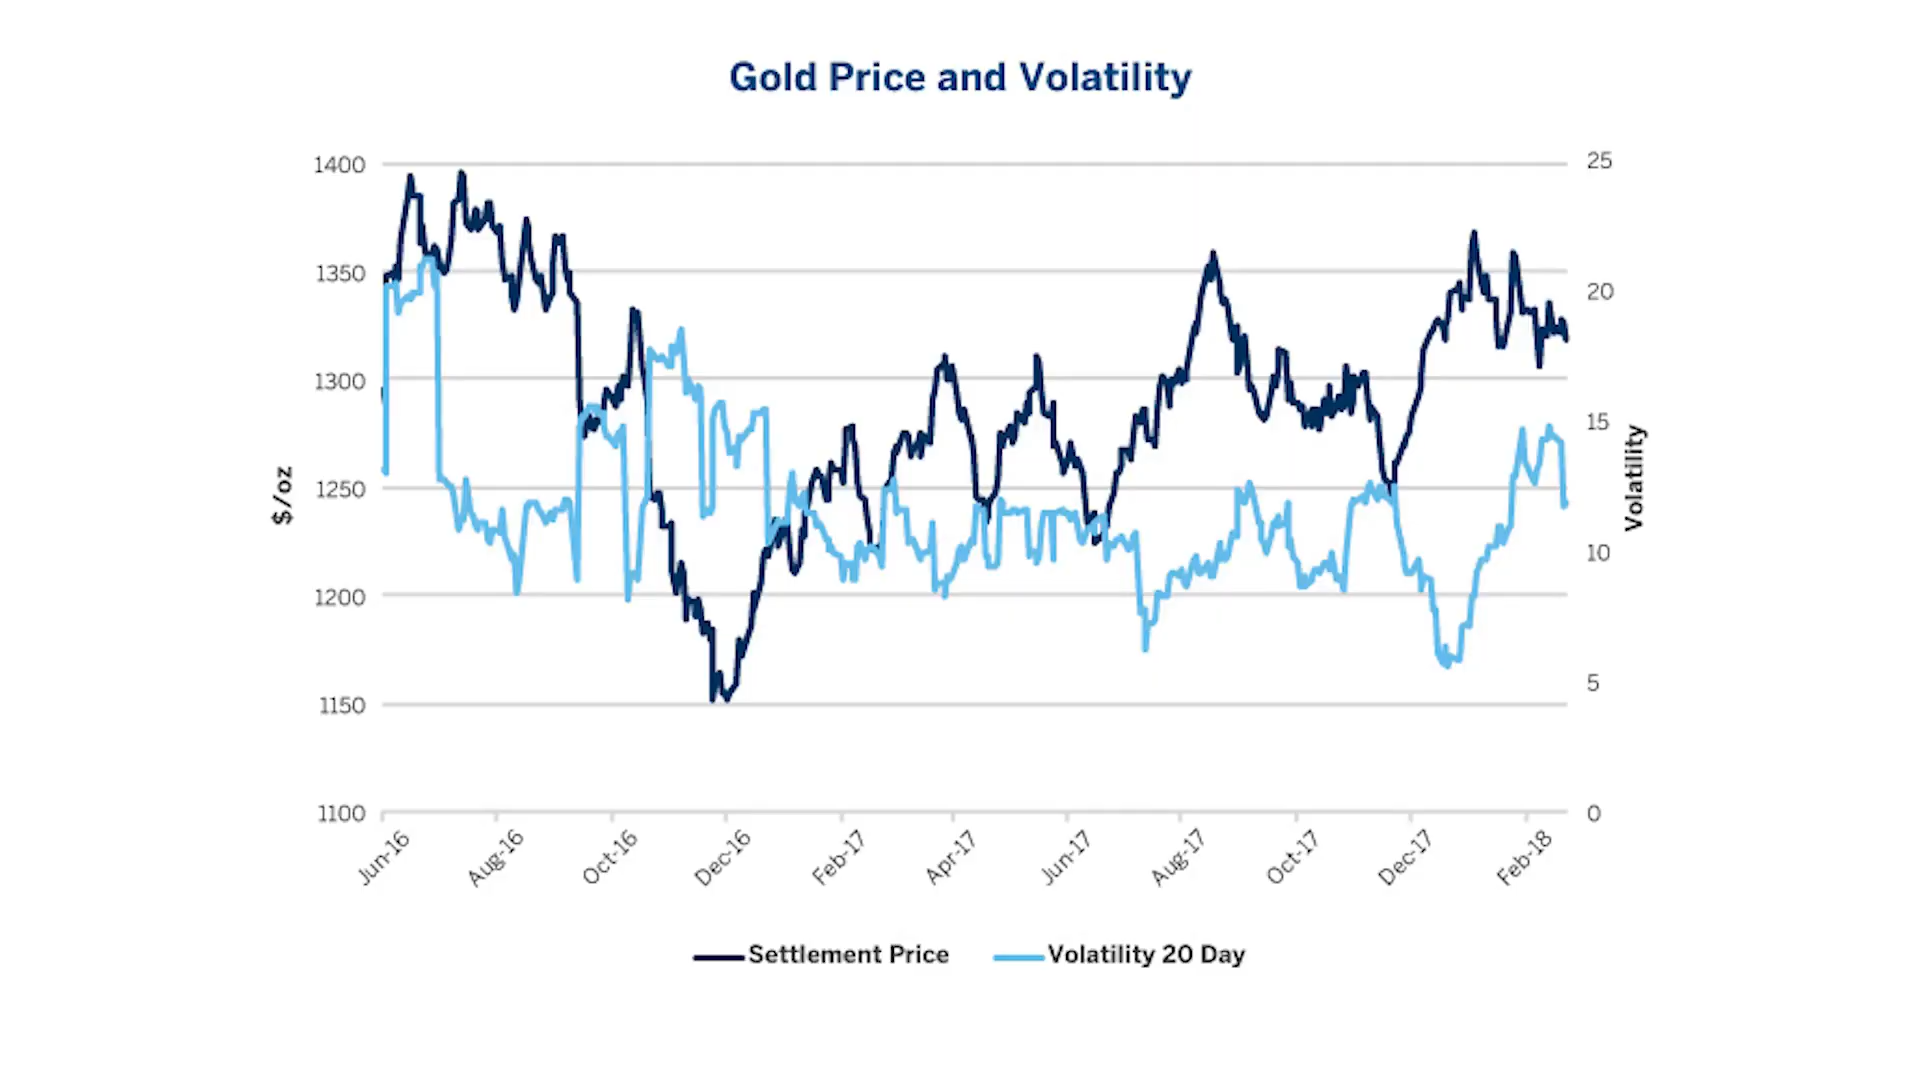 Gold Price and Volatility
1400
1350
1300
1250
1200
1150
1100
$/oz
25
20
15
10
5
0
Volatility
Jun-16
Aug-16
Oct-16
Dec-16
Feb-17
Apr-17
Jun-17
Aug-17
Oct-17
Dec-17
Feb-18
Settlement Price
Volatility 20 Day